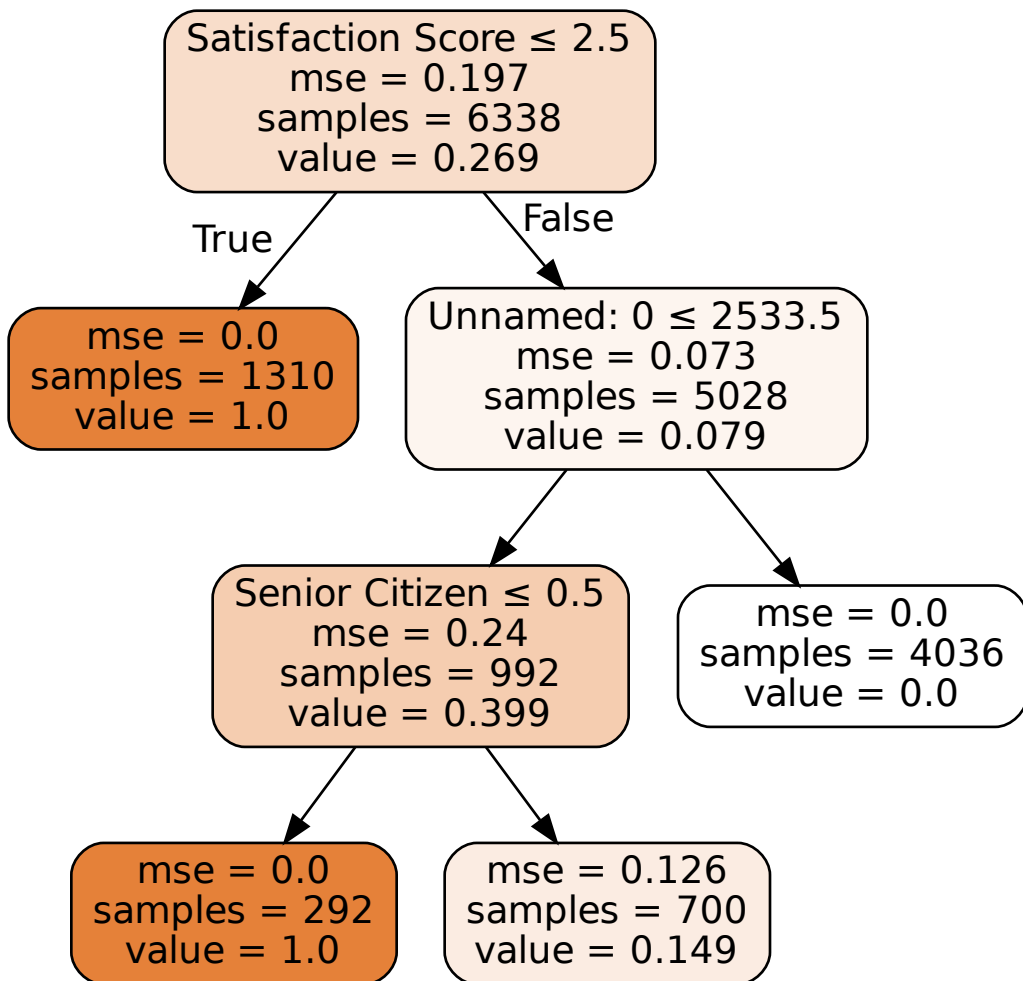 Satisfaction Score ≤ 2.5
mse = 0.197
samples = 6338
value = 0.269
True
False
mse = 0.0
samples = 1310
value = 1.0
Unnamed: 0 ≤ 2533.5
mse = 0.073
samples = 5028
value = 0.079
Senior Citizen ≤ 0.5
mse = 0.24
samples = 992
value = 0.399
mse = 0.0
samples = 4036
value = 0.0
mse = 0.0
samples = 292
value = 1.0
mse = 0.126
samples = 700
value = 0.149